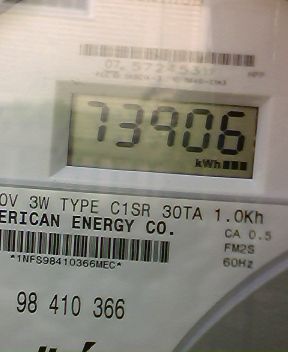 73906
kWh
0V 3W TYPE C1SR 30TA 1.0Kh
ERICAN ENERGY CO.
CA 0.5
*1NFS98410366MEC*
FM2S
60Hz
98 410 366